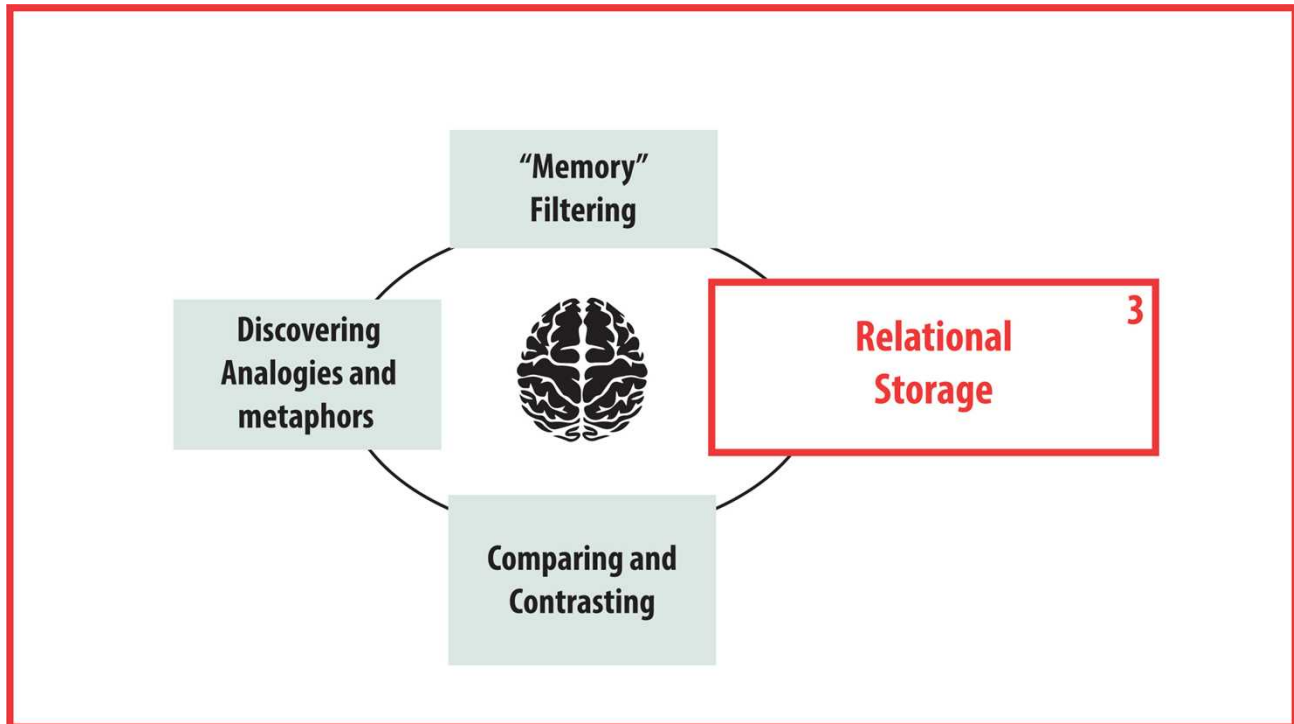 “Memory”
Filtering
3
Relational
Storage
Discovering
Analogies and
metaphors
Comparing and
Contrasting